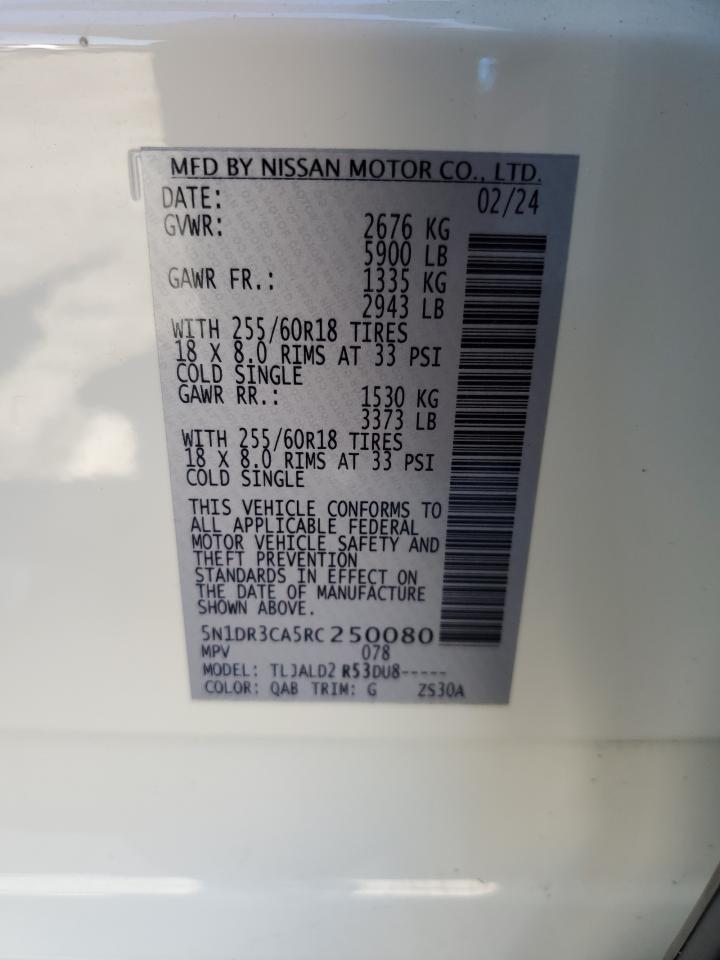 MFD BY NISSAN MOTOR CO., LTD.
DATE: 02/24
GVWR: 2676 KG
5900 LB
GAWR FR.: 1335 KG
2943 LB
WITH 255/60R18 TIRES
18 X 8.0 RIMS AT 33 PSI
COLD SINGLE
GAWR RR.: 1530 KG
3373 LB
WITH 255/60R18 TIRES
18 X 8.0 RIMS AT 33 PSI
COLD SINGLE
THIS VEHICLE CONFORMS TO
ALL APPLICABLE FEDERAL
MOTOR VEHICLE SAFETY AND
THEFT PREVENTION
STANDARDS IN EFFECT ON
THE DATE OF MANUFACTURE
SHOWN ABOVE.
5N1DR3CA5RC250080
MPV 078
MODEL: TLJALD2 R53DU8-----
COLOR: QAB TRIM: G ZS30A